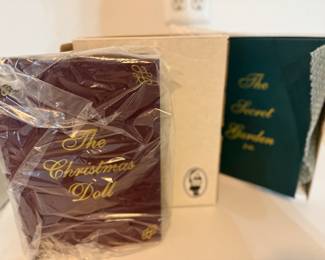 The
Christmas
Doll
The
Secret
Garden